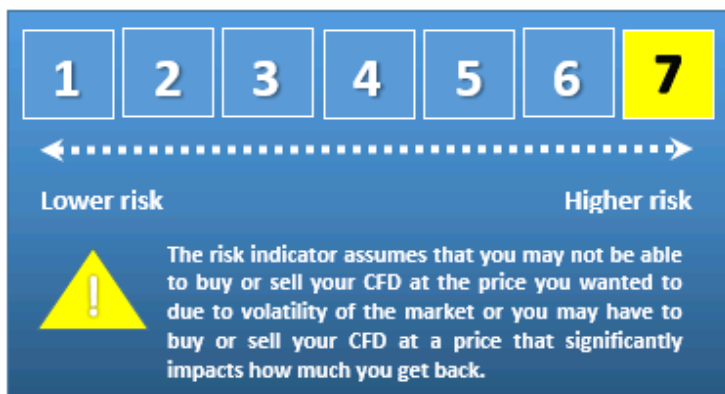 1 2 3 4 5 6 7
Lower risk Higher risk
!
The risk indicator assumes that you may not be able
to buy or sell your CFD at the price you wanted to
due to volatility of the market or you may have to
buy or sell your CFD at a price that significantly
impacts how much you get back.